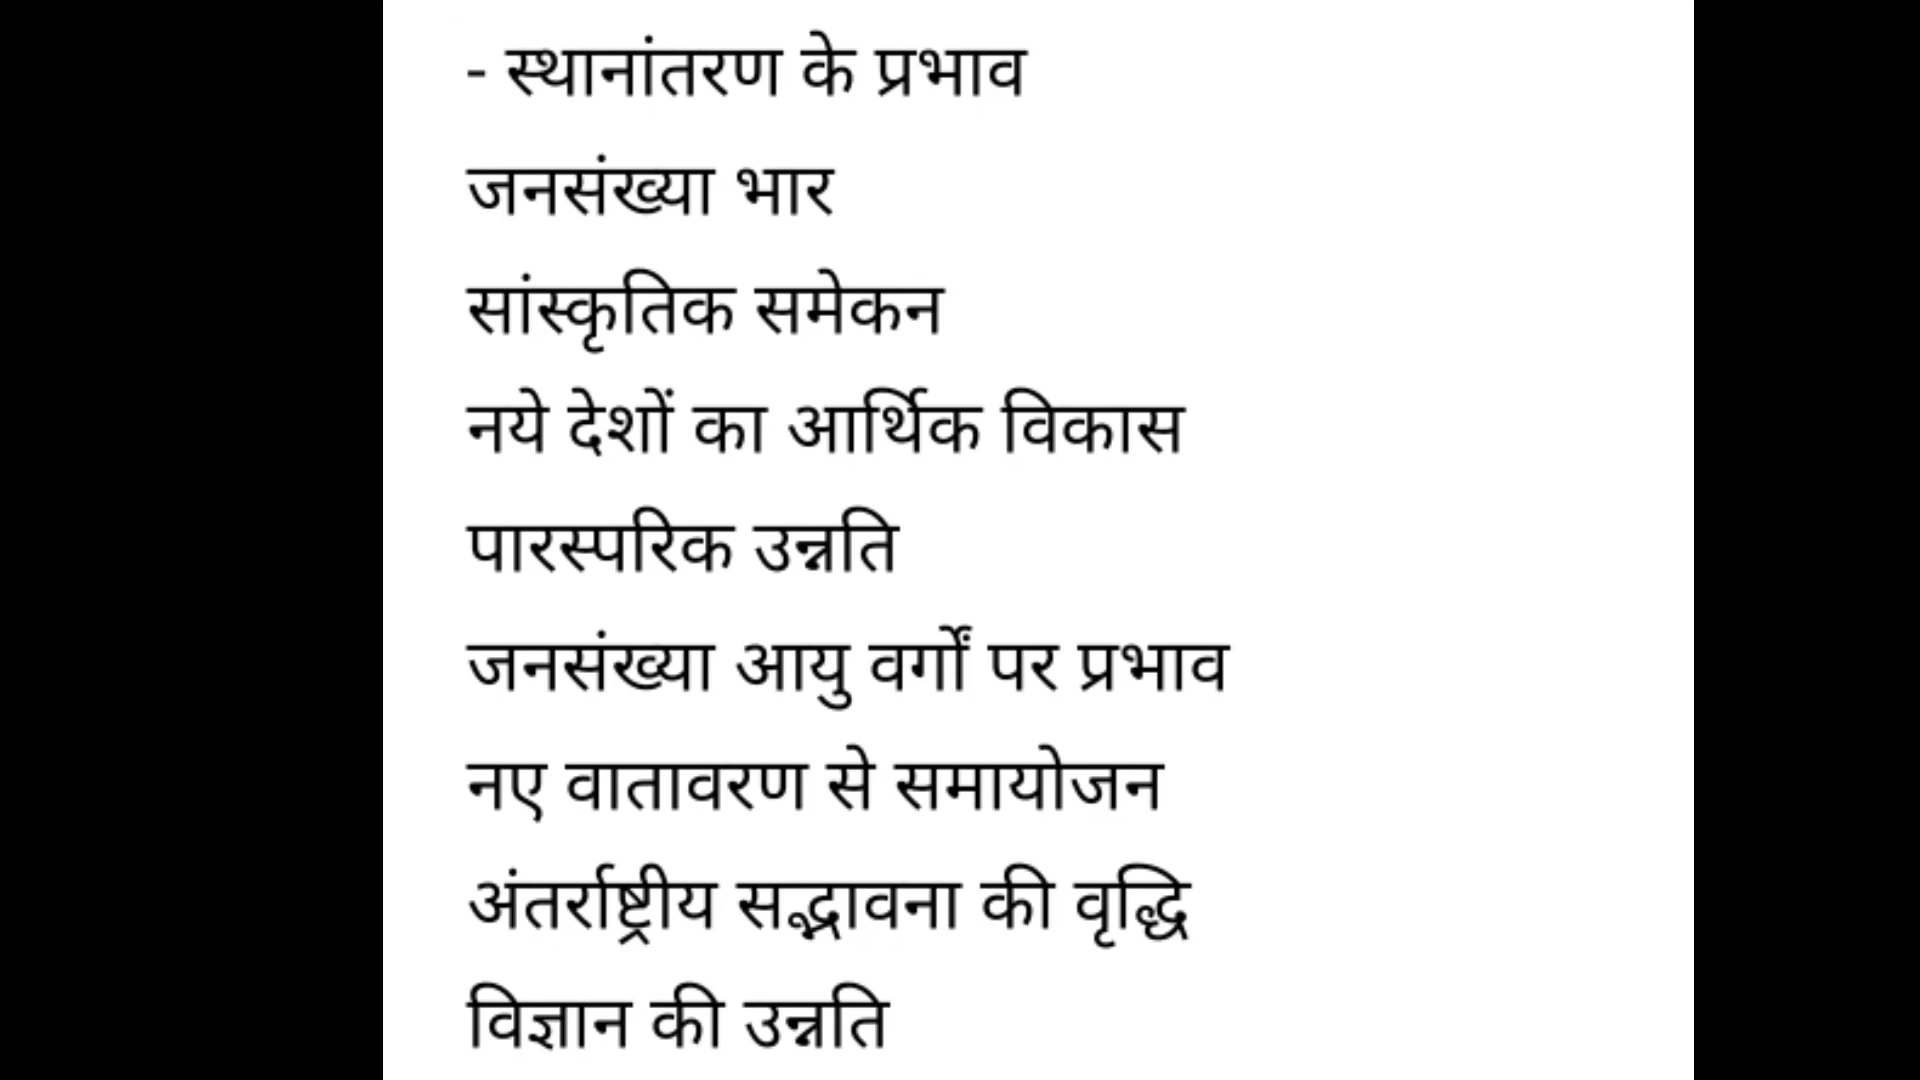 - स्थानांतरण के प्रभाव
जनसंख्या भार
सांस्कृतिक समेकन
नये देशों का आर्थिक विकास
पारस्परिक उन्नति
जनसंख्या आयु वर्गों पर प्रभाव
नए वातावरण से समायोजन
अंतर्राष्ट्रीय सद्भावना की वृद्धि
विज्ञान की उन्नति